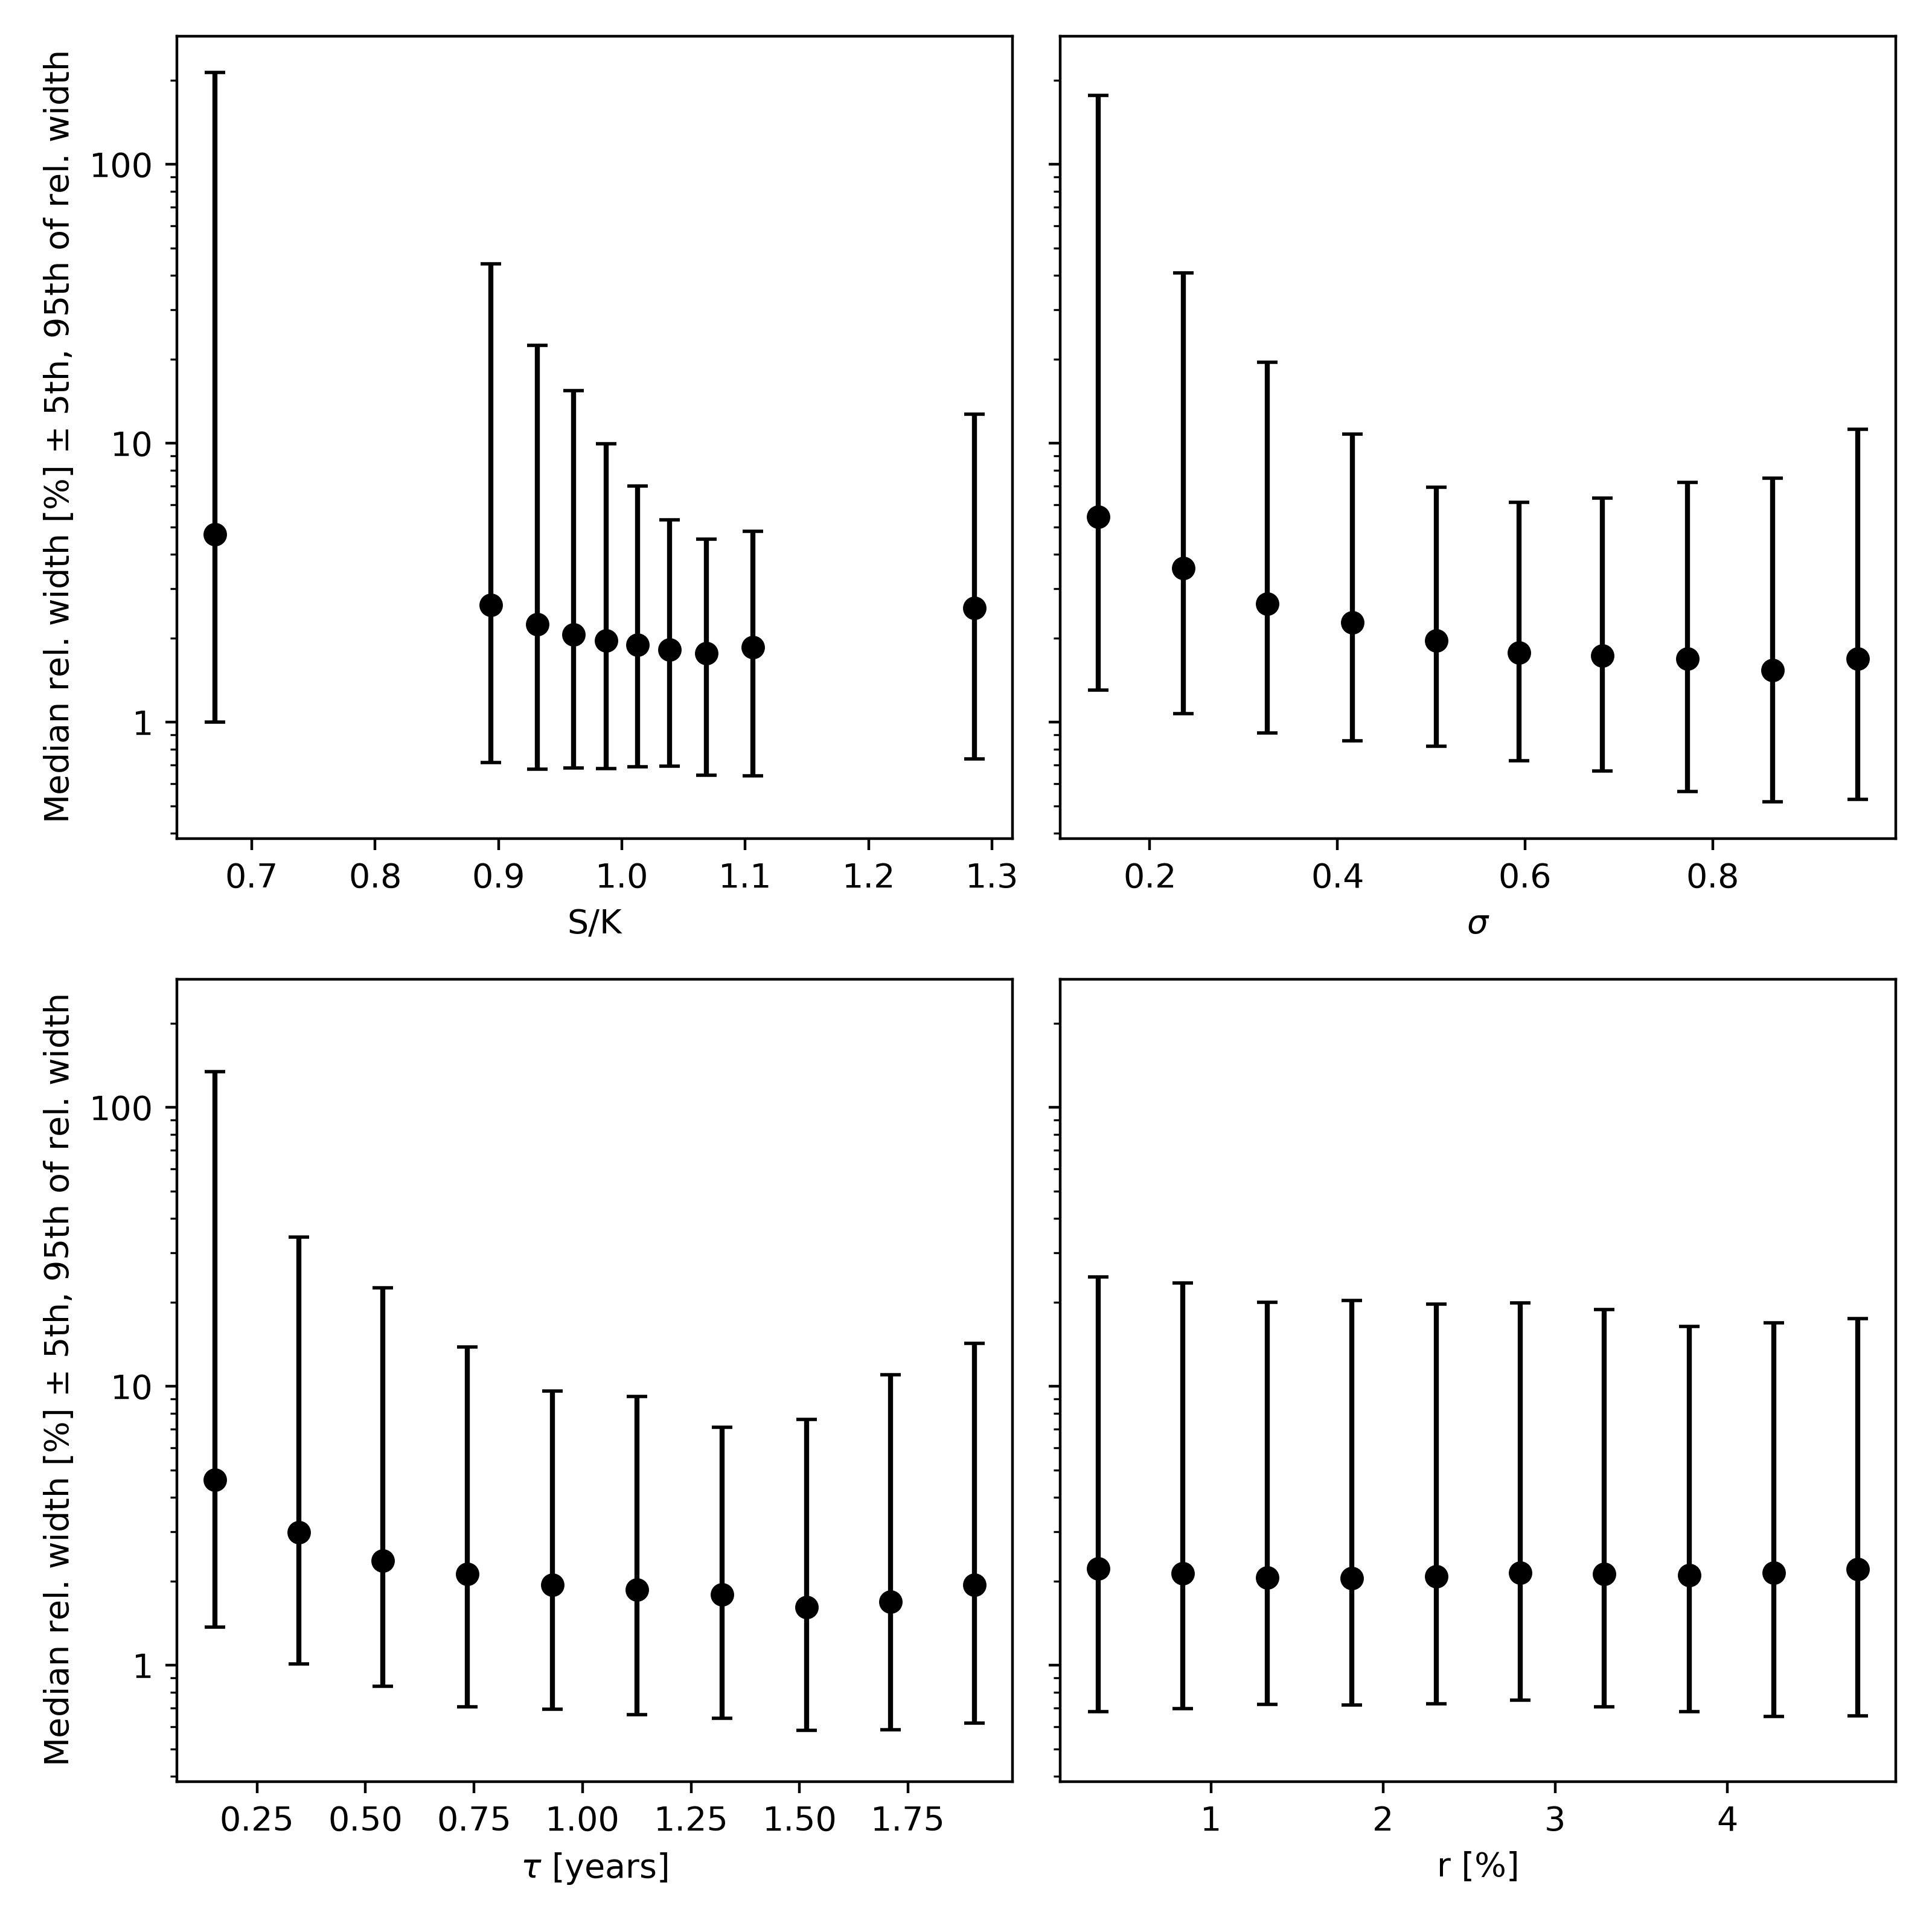 Median rel. width [%] ± 5th, 95th of rel. width
100
10
1
0.7 0.8 0.9 1.0 1.1 1.2 1.3
S/K
0.2 0.4 0.6 0.8
σ
Median rel. width [%] ± 5th, 95th of rel. width
100
10
1
0.25 0.50 0.75 1.00 1.25 1.50 1.75
τ [years]
1 2 3 4
r [%]